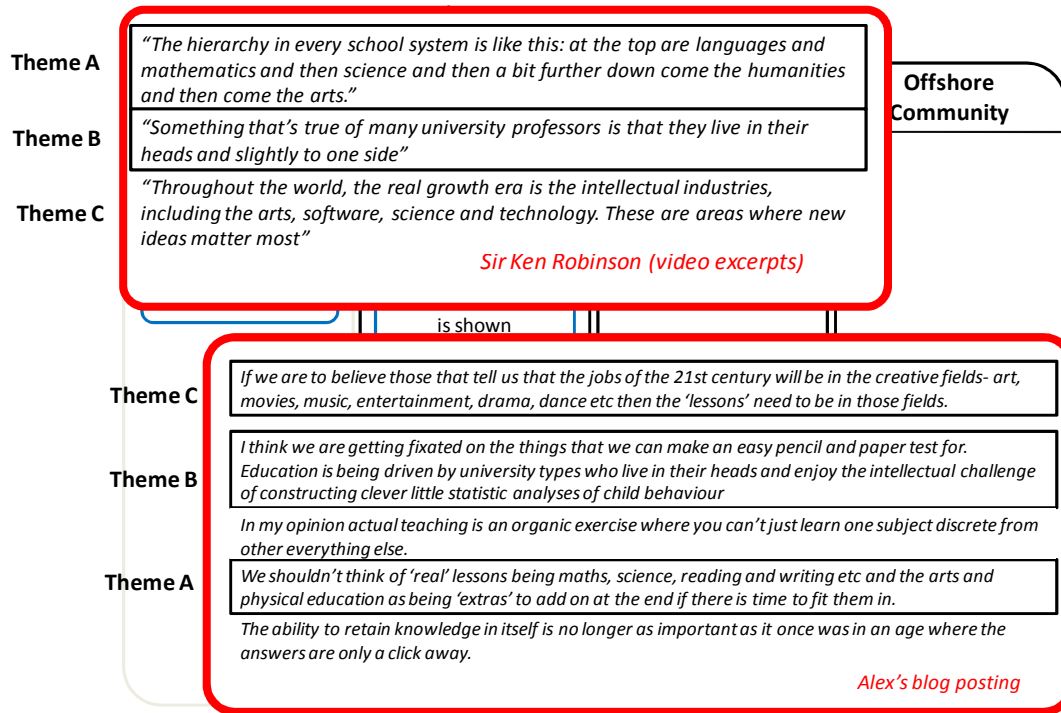 Theme A
“The hierarchy in every school system is like this: at the top are languages and
mathematics and then science and then a bit further down come the humanities
and then come the arts.”
Offshore
Community
Theme B
“Something that’s true of many university professors is that they live in their
heads and slightly to one side”
Theme C
“Throughout the world, the real growth era is the intellectual industries,
including the arts, software, science and technology. These are areas where new
ideas matter most”
Sir Ken Robinson (video excerpts)
is shown
Theme C
If we are to believe those that tell us that the jobs of the 21st century will be in the creative fields- art,
movies, music, entertainment, drama, dance etc then the ‘lessons’ need to be in those fields.
Theme B
I think we are getting fixated on the things that we can make an easy pencil and paper test for.
Education is being driven by university types who live in their heads and enjoy the intellectual challenge
of constructing clever little statistic analyses of child behaviour
In my opinion actual teaching is an organic exercise where you can’t just learn one subject discrete from
other everything else.
Theme A
We shouldn’t think of ‘real’ lessons being maths, science, reading and writing etc and the arts and
physical education as being ‘extras’ to add on at the end if there is time to fit them in.
The ability to retain knowledge in itself is no longer as important as it once was in an age where the
answers are only a click away.
Alex’s blog posting